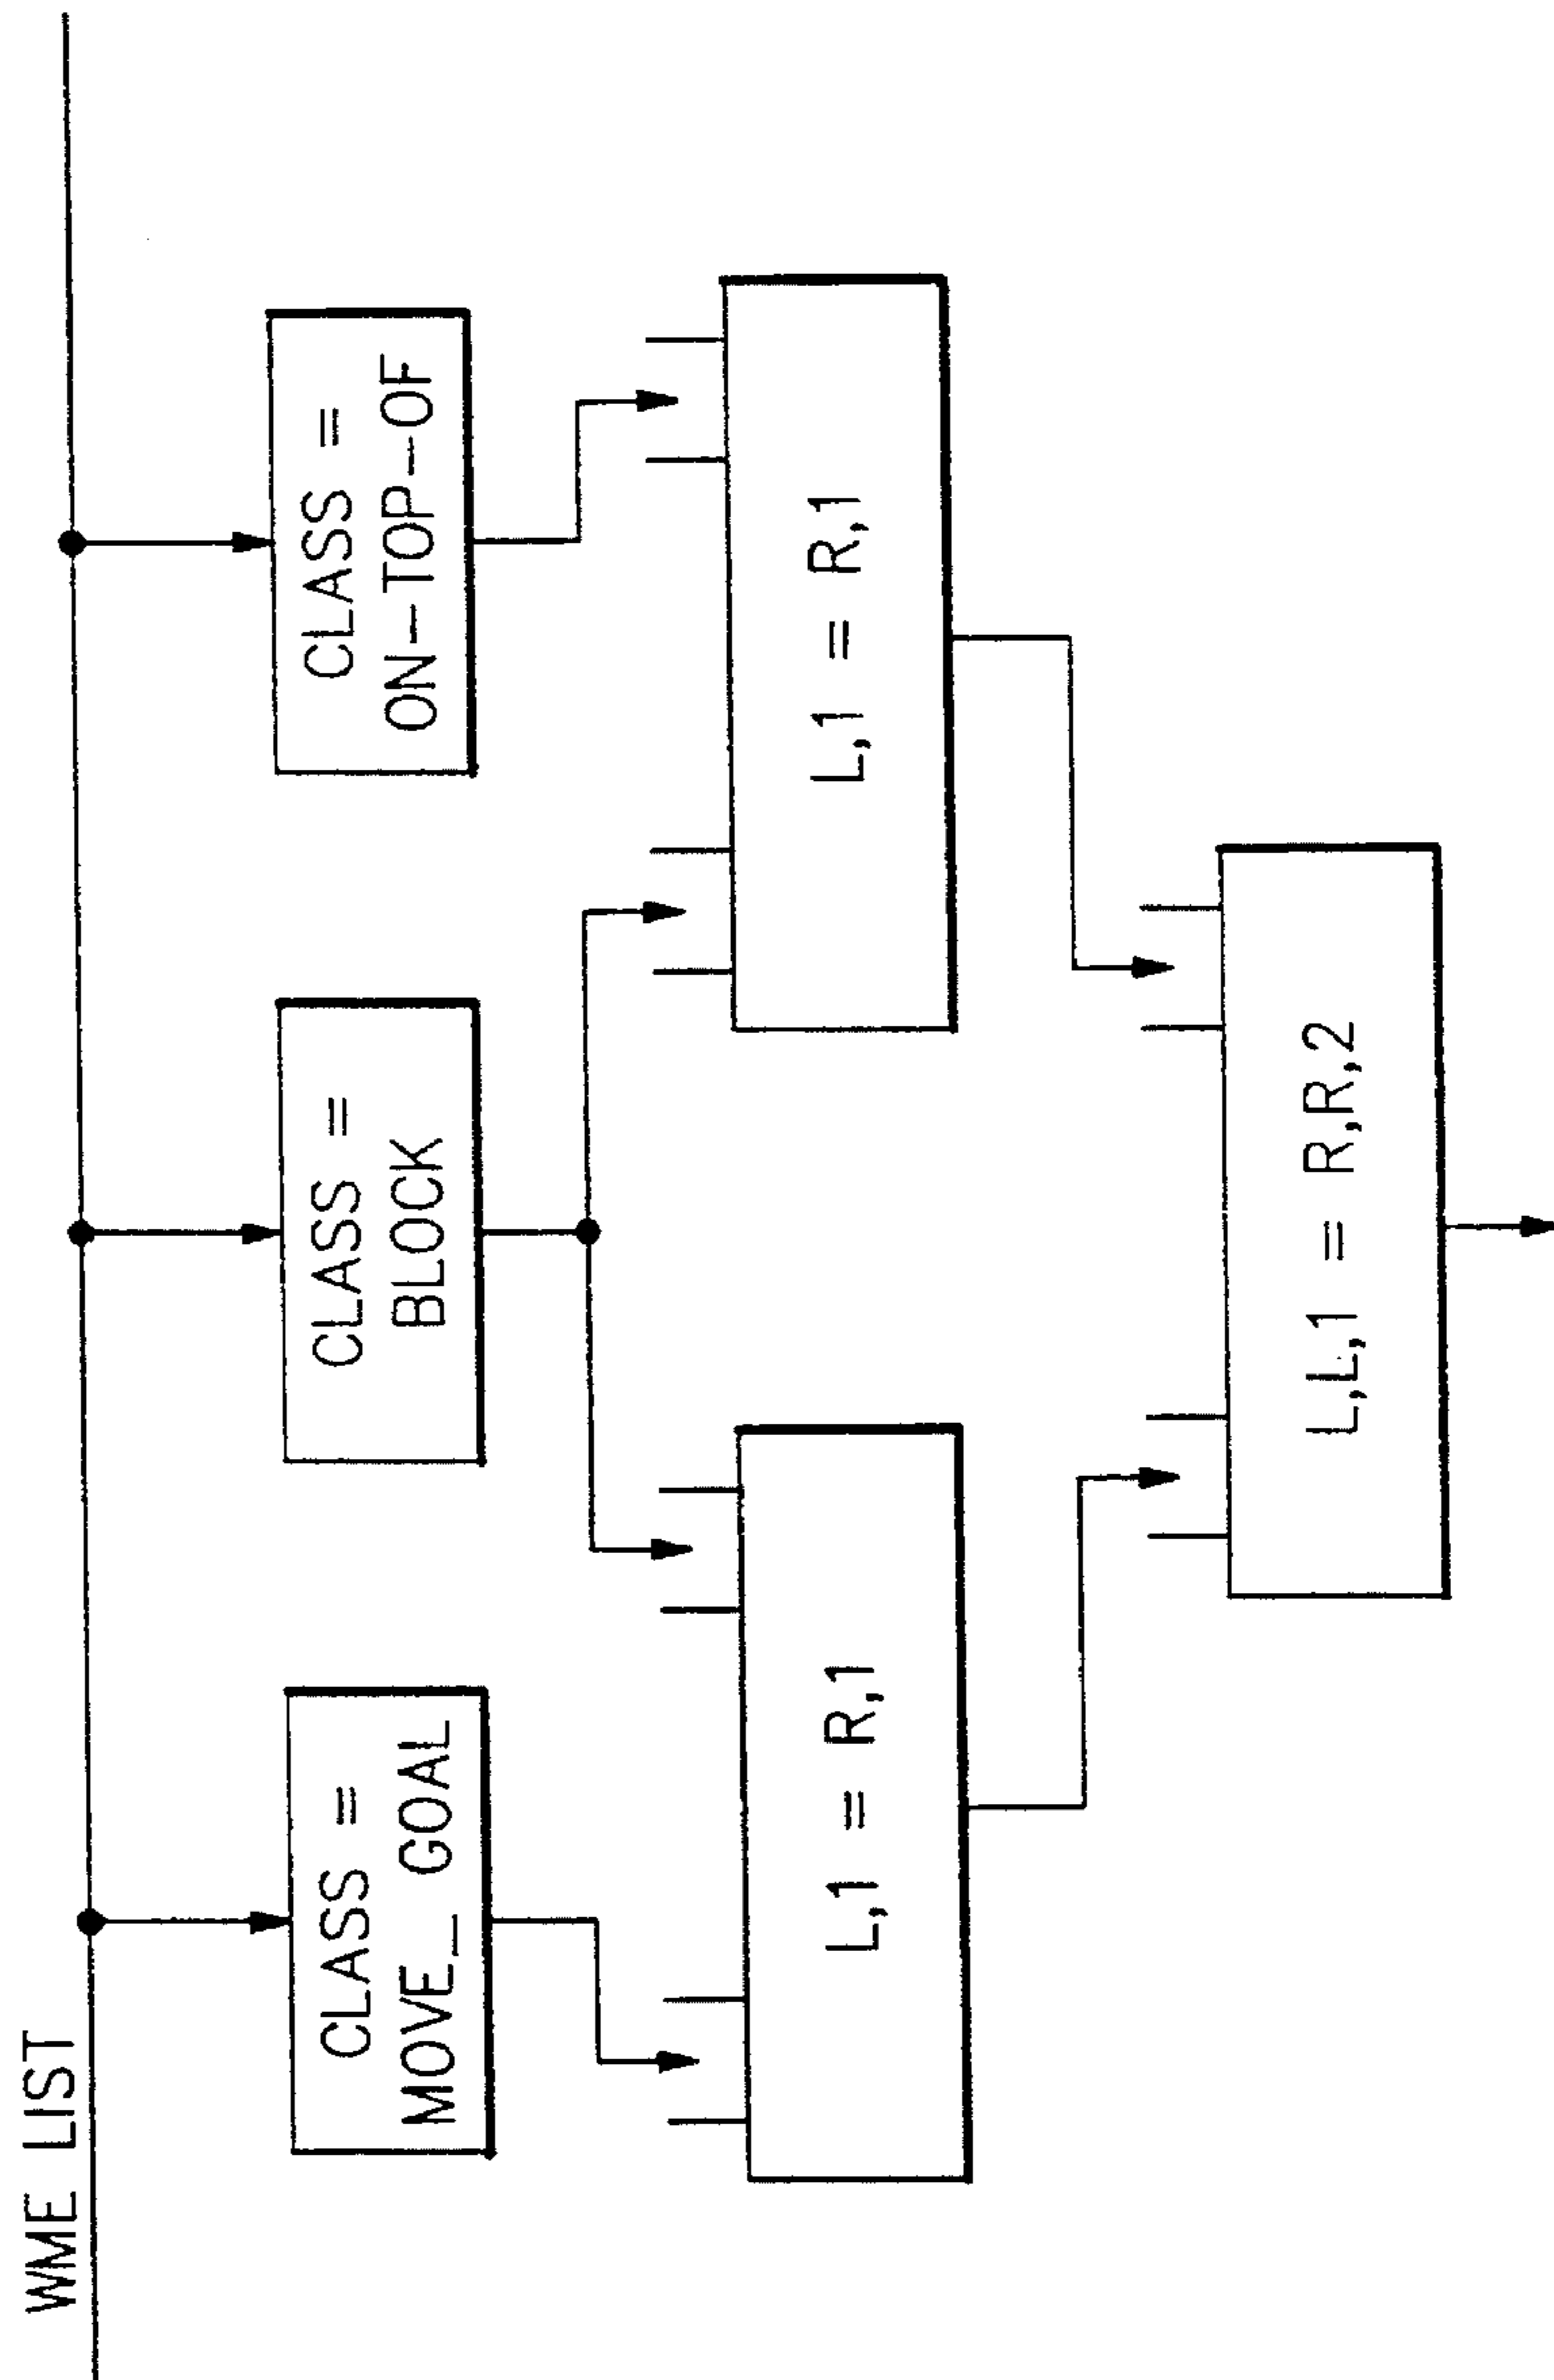 WME LIST
CLASS =
MOVE_ GOAL
CLASS =
BLOCK
CLASS =
ON-TOP-OF
L,1 = R,1
L,1 = R,1
L,L,1 = R,R,2